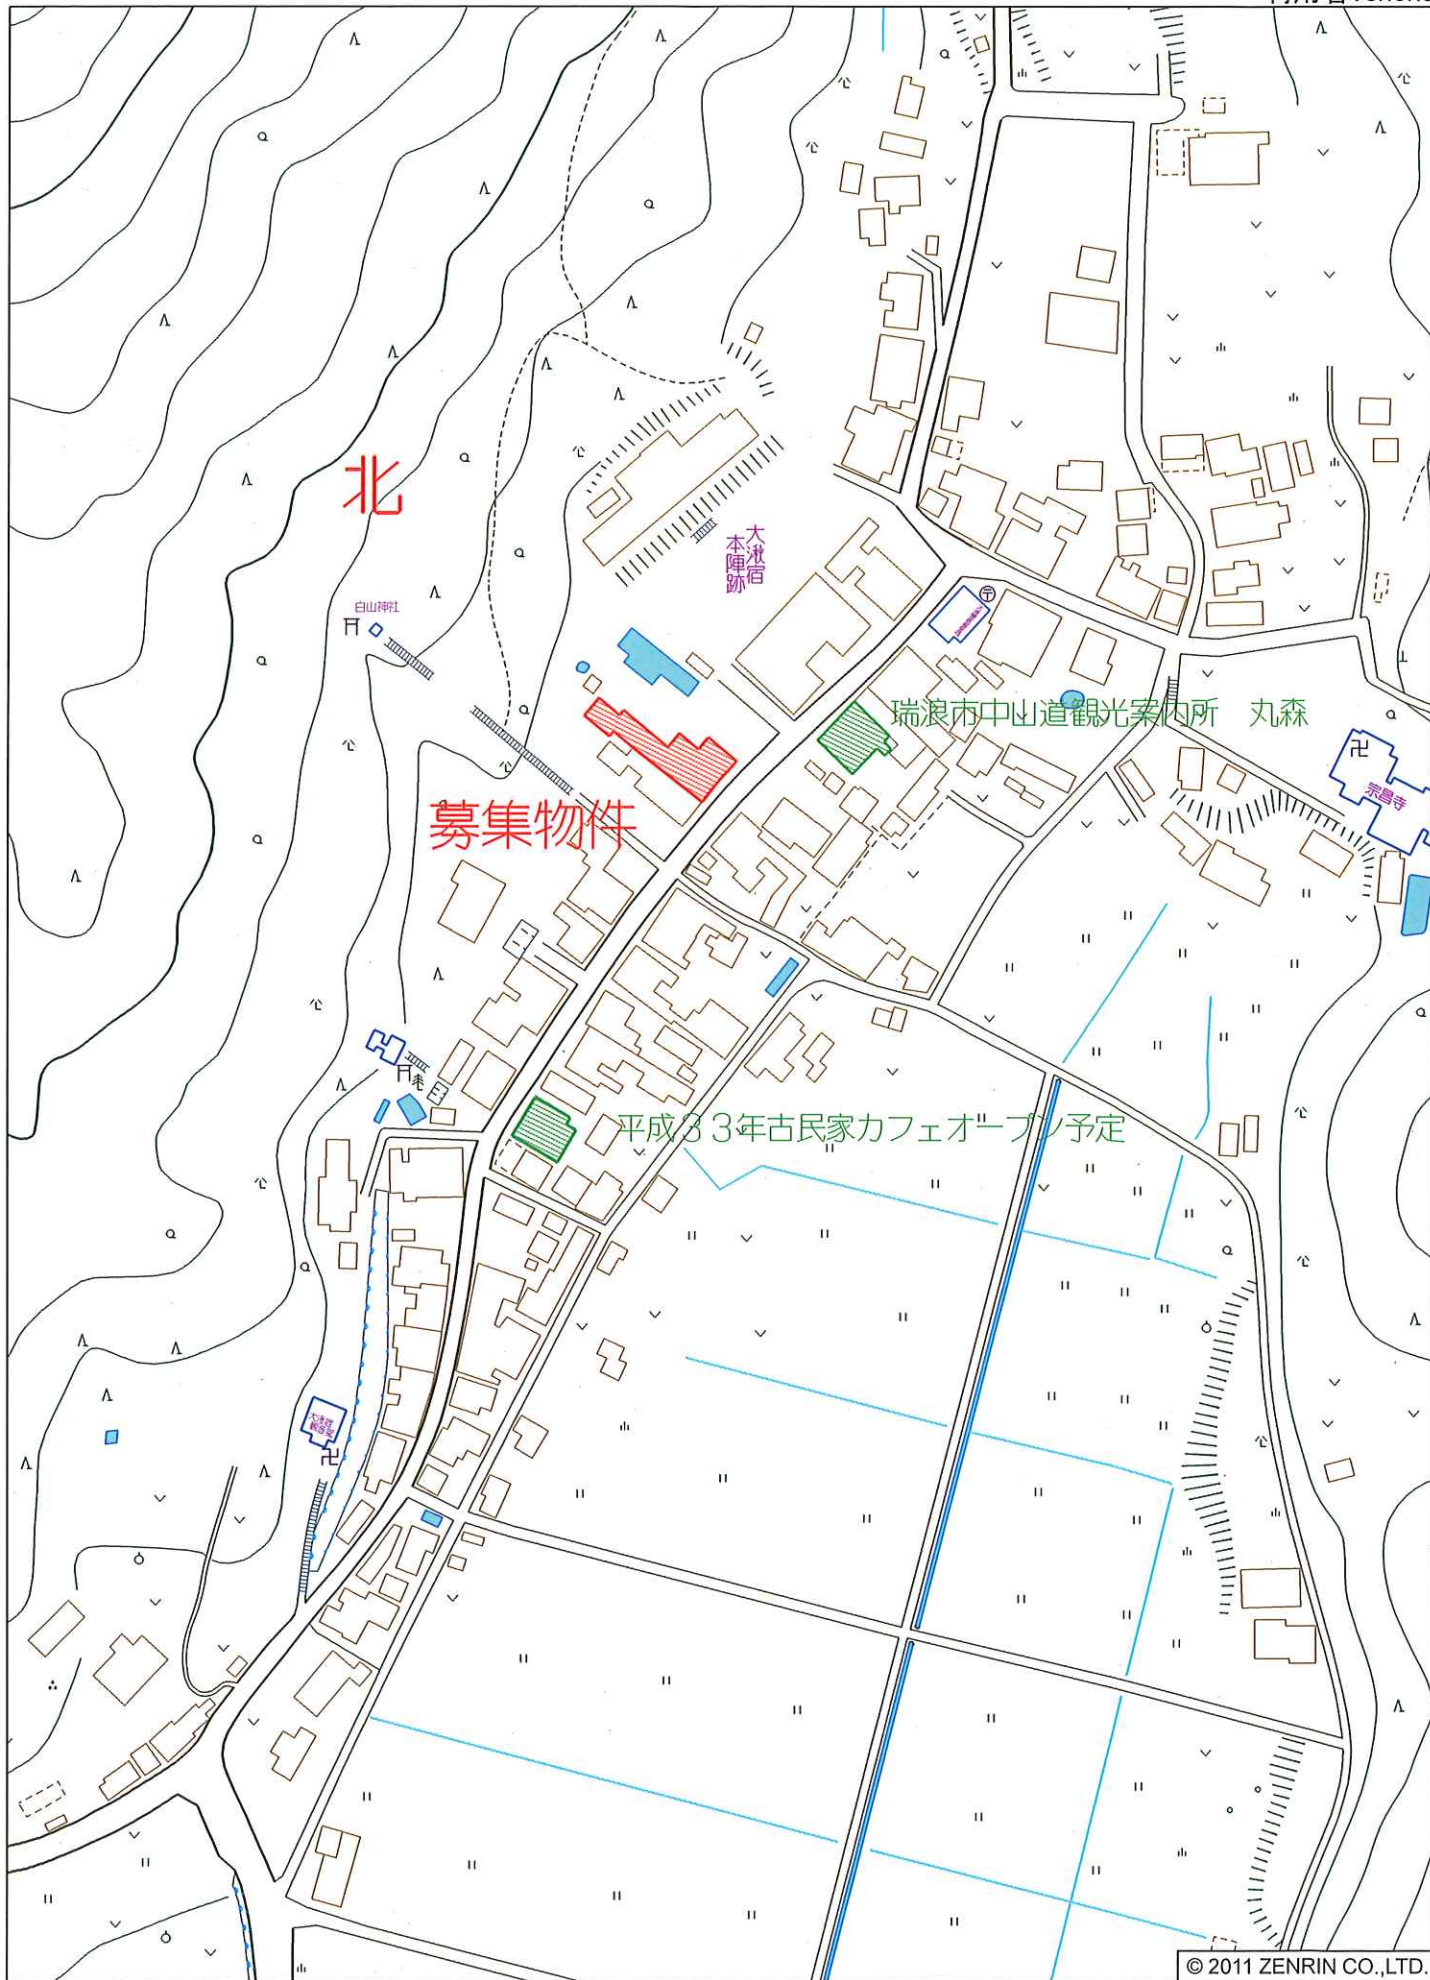 北
大湫宿
本陣跡
白山神社
瑞浪市中山道観光案内所　丸森
宗昌寺
募集物件
平成３３年古民家カフェオープン予定
© 2011 ZENRIN CO.,LTD.